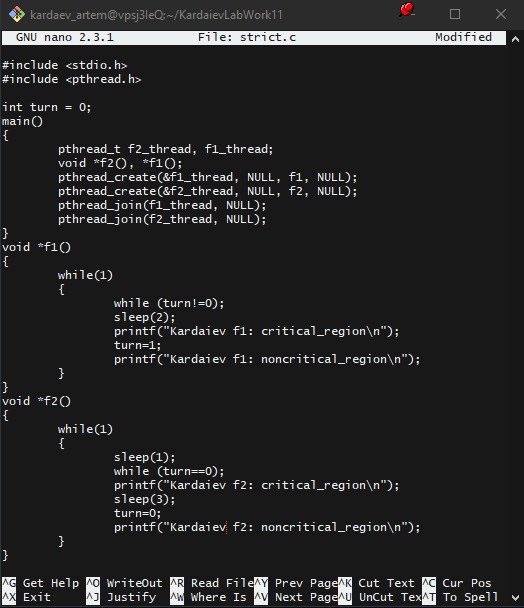 kardaev_artem@vpsj3leQ:~/KardaievLabWork11
GNU nano 2.3.1 File: strict.c Modified
#include <stdio.h>
#include <pthread.h>
int turn = 0;
main()
{
pthread_t f2_thread, f1_thread;
void *f2(), *f1();
pthread_create(&f1_thread, NULL, f1, NULL);
pthread_create(&f2_thread, NULL, f2, NULL);
pthread_join(f1_thread, NULL);
pthread_join(f2_thread, NULL);
}
void *f1()
{
while(1)
{
while (turn!=0);
sleep(2);
printf("Kardaiev f1: critical_region\n");
turn=1;
printf("Kardaiev f1: noncritical_region\n");
}
}
void *f2()
{
while(1)
{
sleep(1);
while (turn==0);
printf("Kardaiev f2: critical_region\n");
sleep(3);
turn=0;
printf("Kardaiev f2: noncritical_region\n");
}
}
^G Get Help ^O WriteOut ^R Read File^Y Prev Page^K Cut Text ^C Cur Pos
^X Exit ^J Justify ^W Where Is ^V Next Page^U UnCut Tex^T To Spell